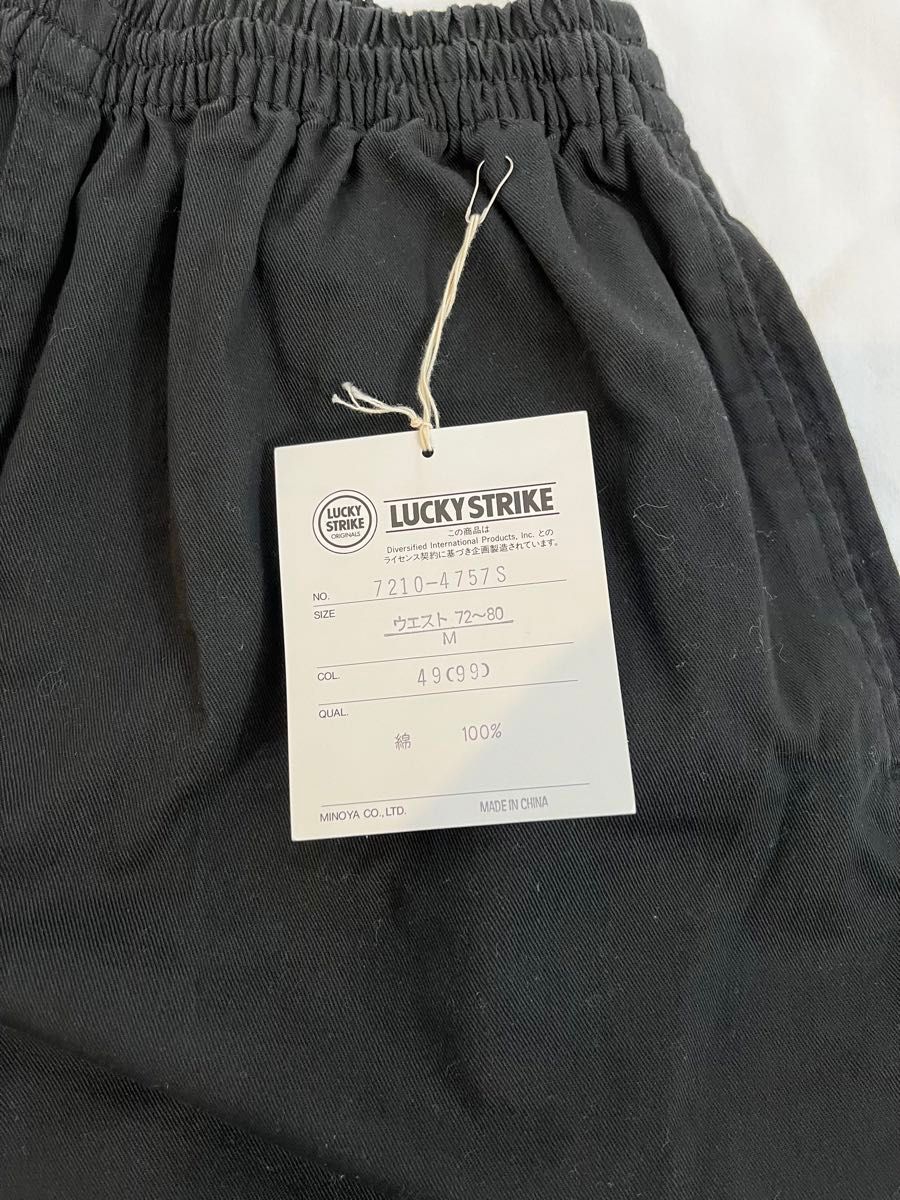 LUCKY
STRIKE
ORIGINALS
LUCKY STRIKE
この商品は
Diversified International Products, Inc. との
ライセンス契約に基づき企画製造されています。
NO. 7210-4757S
SIZE ウエスト 72〜80
M
COL. 49(99)
QUAL.
綿 100%
MINOYA CO.,LTD. MADE IN CHINA